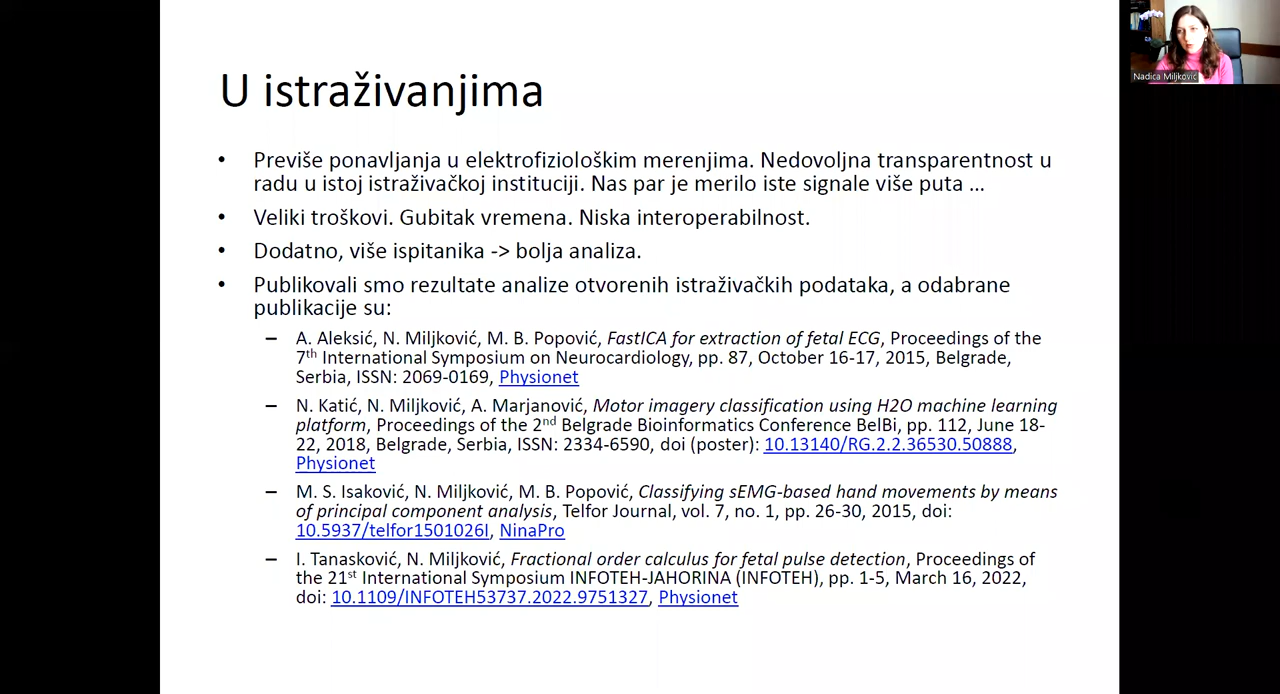 U istraživanjima
• Previše ponavljanja u elektrofiziološkim merenjima. Nedovoljna transparentnost u
radu u istoj istraživačkoj instituciji. Nas par je merilo iste signale više puta ...
• Veliki troškovi. Gubitak vremena. Niska interoperabilnost.
• Dodatno, više ispitanika -> bolja analiza.
• Publikovali smo rezultate analize otvorenih istraživačkih podataka, a odabrane
publikacije su:
– A. Aleksić, N. Miljković, M. B. Popović, FastICA for extraction of fetal ECG, Proceedings of the
7th International Symposium on Neurocardiology, pp. 87, October 16-17, 2015, Belgrade,
Serbia, ISSN: 2069-0169, Physionet
– N. Katić, N. Miljković, A. Marjanović, Motor imagery classification using H2O machine learning
platform, Proceedings of the 2nd Belgrade Bioinformatics Conference BelBi, pp. 112, June 18-
22, 2018, Belgrade, Serbia, ISSN: 2334-6590, doi (poster): 10.13140/RG.2.2.36530.50888,
Physionet
– M. S. Isaković, N. Miljković, M. B. Popović, Classifying sEMG-based hand movements by means
of principal component analysis, Telfor Journal, vol. 7, no. 1, pp. 26-30, 2015, doi:
10.5937/telfor1501026I, NinaPro
– I. Tanasković, N. Miljković, Fractional order calculus for fetal pulse detection, Proceedings of
the 21st International Symposium INFOTEH-JAHORINA (INFOTEH), pp. 1-5, March 16, 2022,
doi: 10.1109/INFOTEH53737.2022.9751327, Physionet
Nadica Miljković